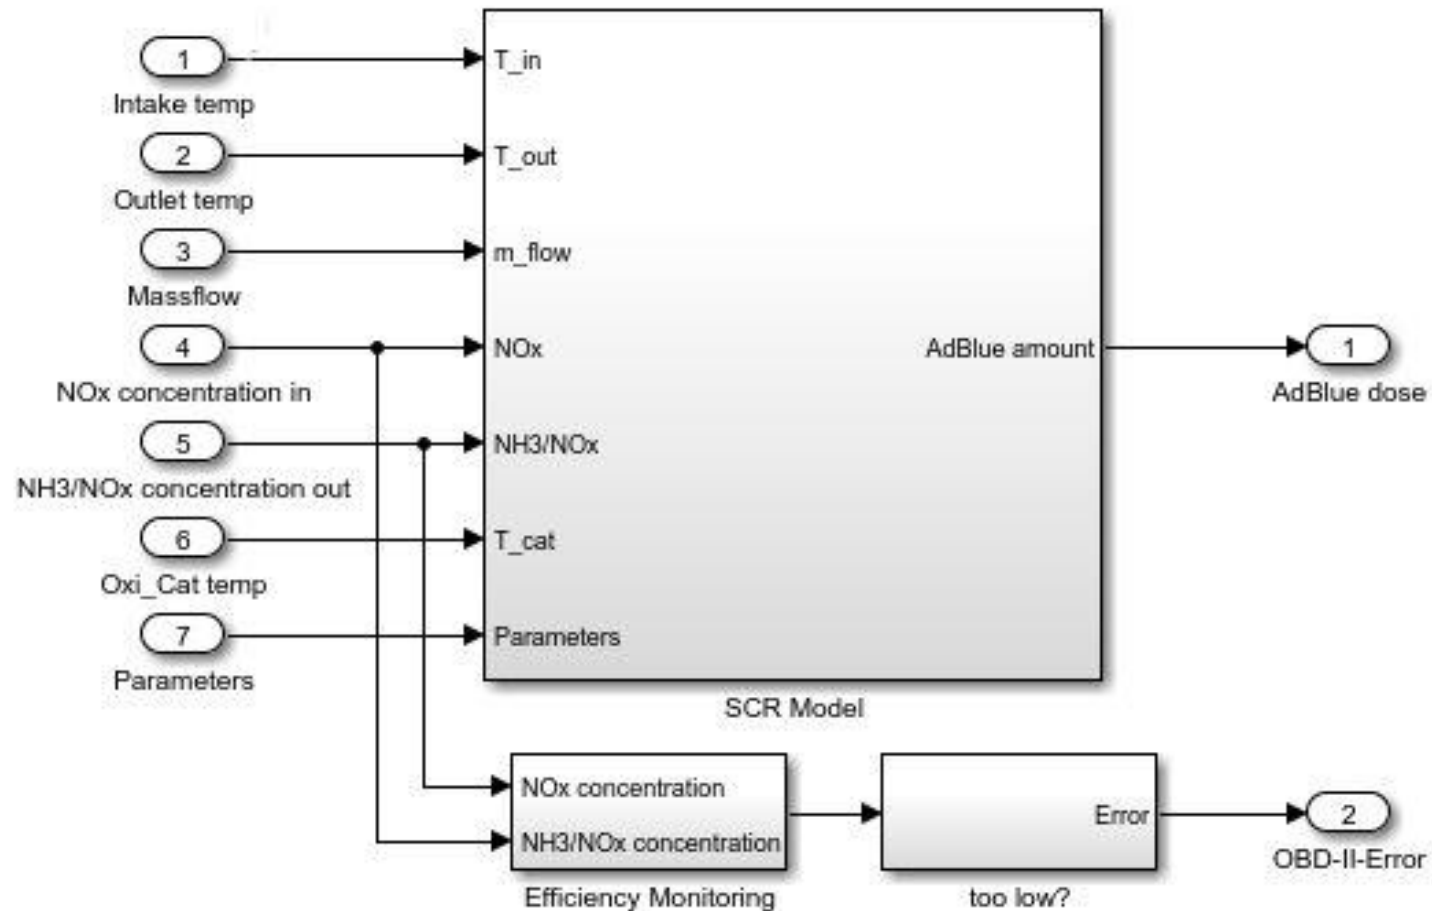 1
T_in
Intake temp
2
T_out
Outlet temp
3
m_flow
Massflow
4
NOx
AdBlue amount
1
NOx concentration in
AdBlue dose
5
NH3/NOx
NH3/NOx concentration out
6
T_cat
Oxi_Cat temp
7
Parameters
Parameters
SCR Model
NOx concentration
NH3/NOx concentration
Efficiency Monitoring
Error
too low?
2
OBD-II-Error